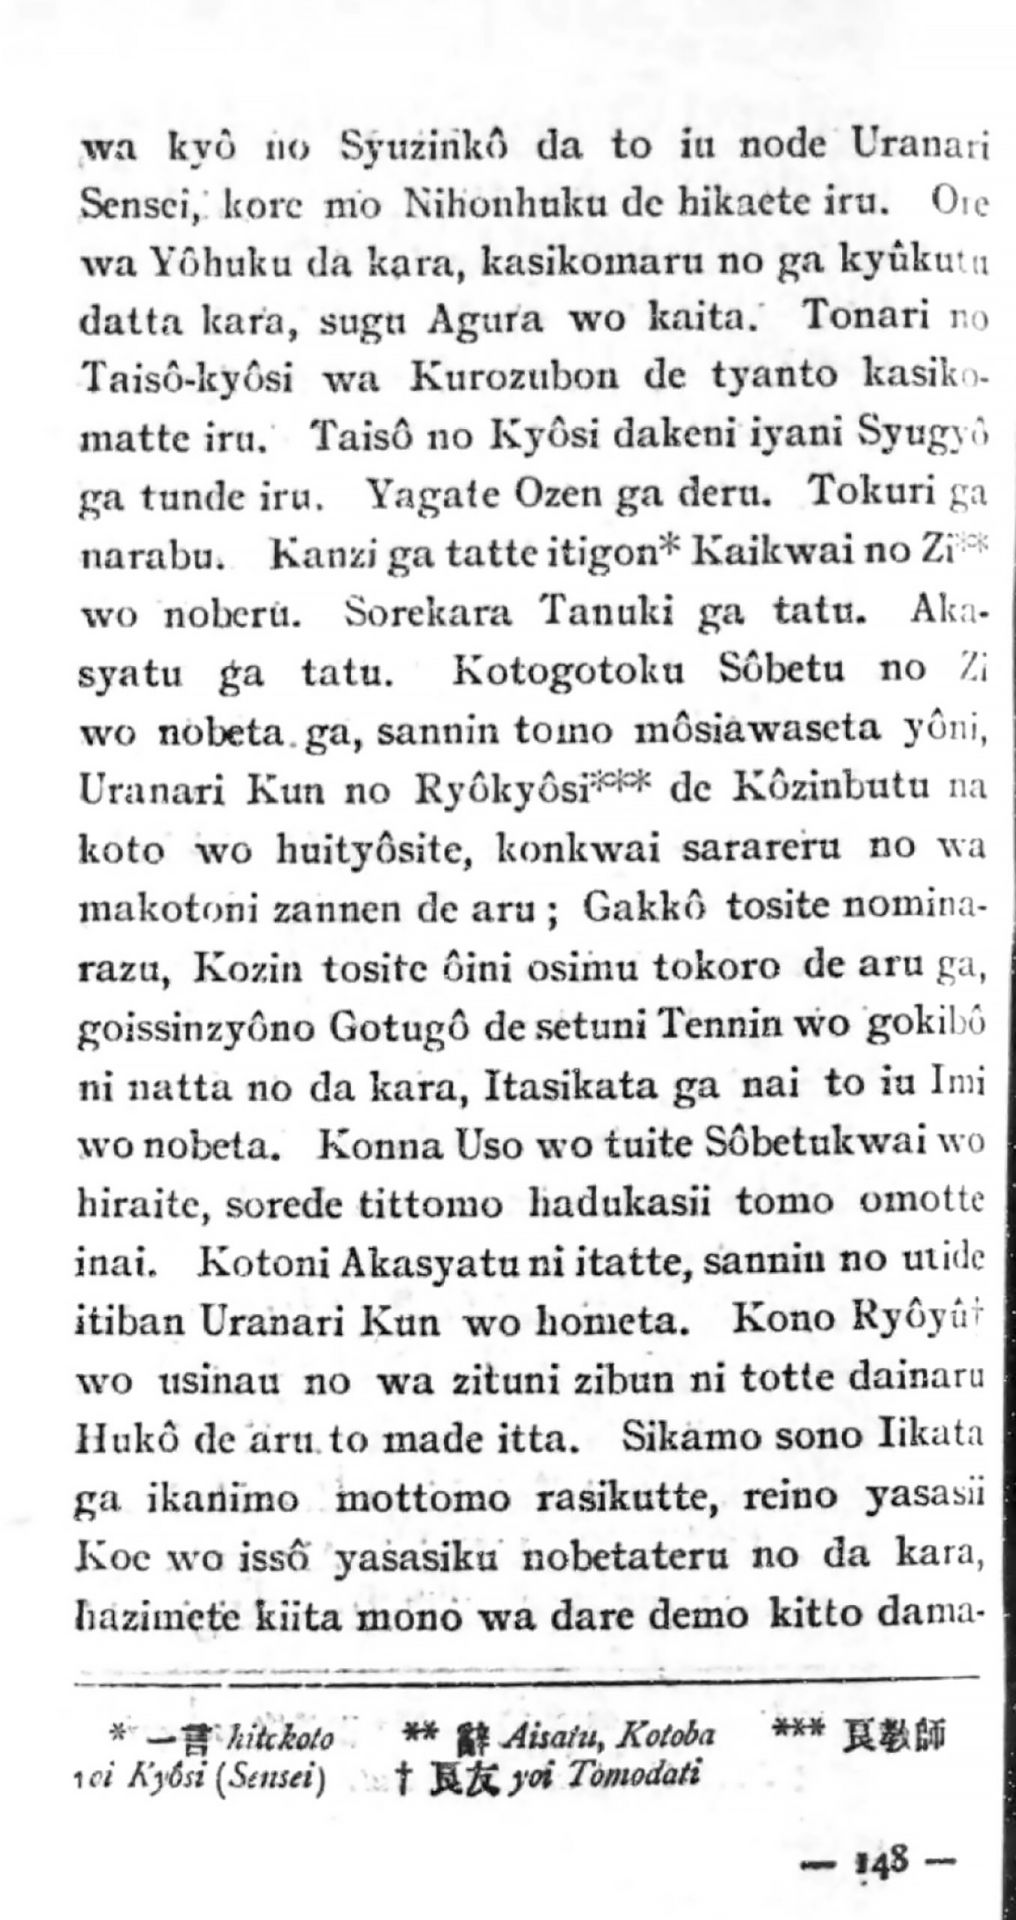 wa kyô no Syuzinkô da to iu node Uranari
Sensei, kore mo Nihonhuku de hikaete iru. Ore
wa Yôhuku da kara, kasikomaru no ga kyûkutu
datta kara, sugu Agura wo kaita. Tonari no
Taisô-kyôsi wa Kurozubon de tyanto kasiko-
matte iru. Taisô no Kyôsi dakeni iyani Syugyô
ga tunde iru. Yagate Ozen ga deru. Tokuri ga
narabu. Kanzi ga tatte itigon* Kaikwai no Zi**
wo noberu. Sorekara Tanuki ga tatu. Aka-
syatu ga tatu. Kotogotoku Sôbetu no Zi
wo nobeta ga, sannin tomo môsiawaseta yôni,
Uranari Kun no Ryôkyôsi*** de Kôzinbutu na
koto wo huityôsite, konkwai sarareru no wa
makotoni zannen de aru; Gakkô tosite nomina-
razu, Kozin tosite ôini osimu tokoro de aru ga,
goissinzyôno Gotugô de setuni Tennin wo gokibô
ni natta no da kara, Itasikata ga nai to iu Imi
wo nobeta. Konna Uso wo tuite Sôbetukwai wo
hiraite, sorede tittomo hadukasii tomo omotte
inai. Kotoni Akasyatu ni itatte, sannin no utide
itiban Uranari Kun wo hometa. Kono Ryôyû†
wo usinau no wa zituni zibun ni totte dainaru
Hukô de aru to made itta. Sikamo sono Iikata
ga ikanimo mottomo rasikutte, reino yasasii
Koe wo issô yasasiku nobetateru no da kara,
hazimete kiita mono wa dare demo kitto dama-
* 一言 hitokoto ** 辭 Aisatu, Kotoba *** 良敎師
yoi Kyôsi (Sensei) † 良友 yoi Tomodati
— 148 —